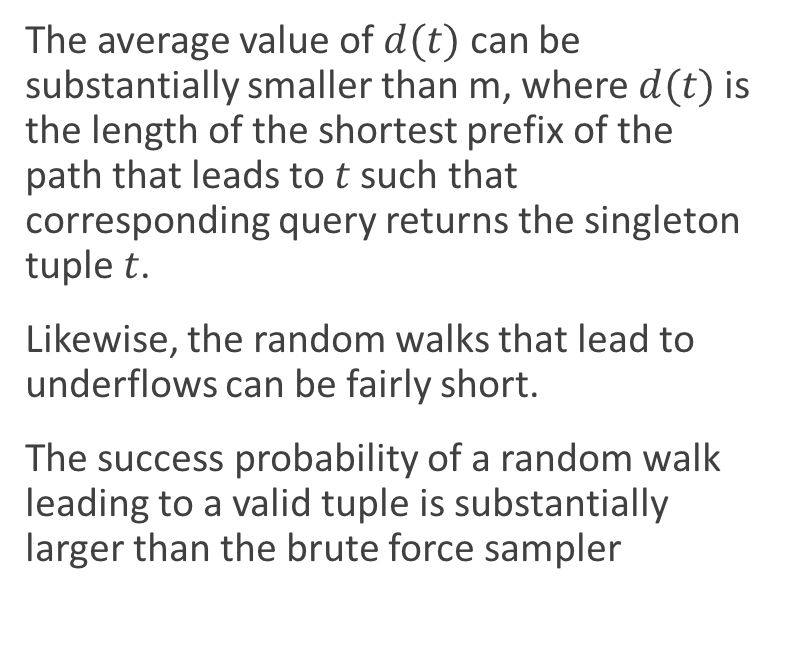 The average value of d(t) can be
substantially smaller than m, where d(t) is
the length of the shortest prefix of the
path that leads to t such that
corresponding query returns the singleton
tuple t.
Likewise, the random walks that lead to
underflows can be fairly short.
The success probability of a random walk
leading to a valid tuple is substantially
larger than the brute force sampler